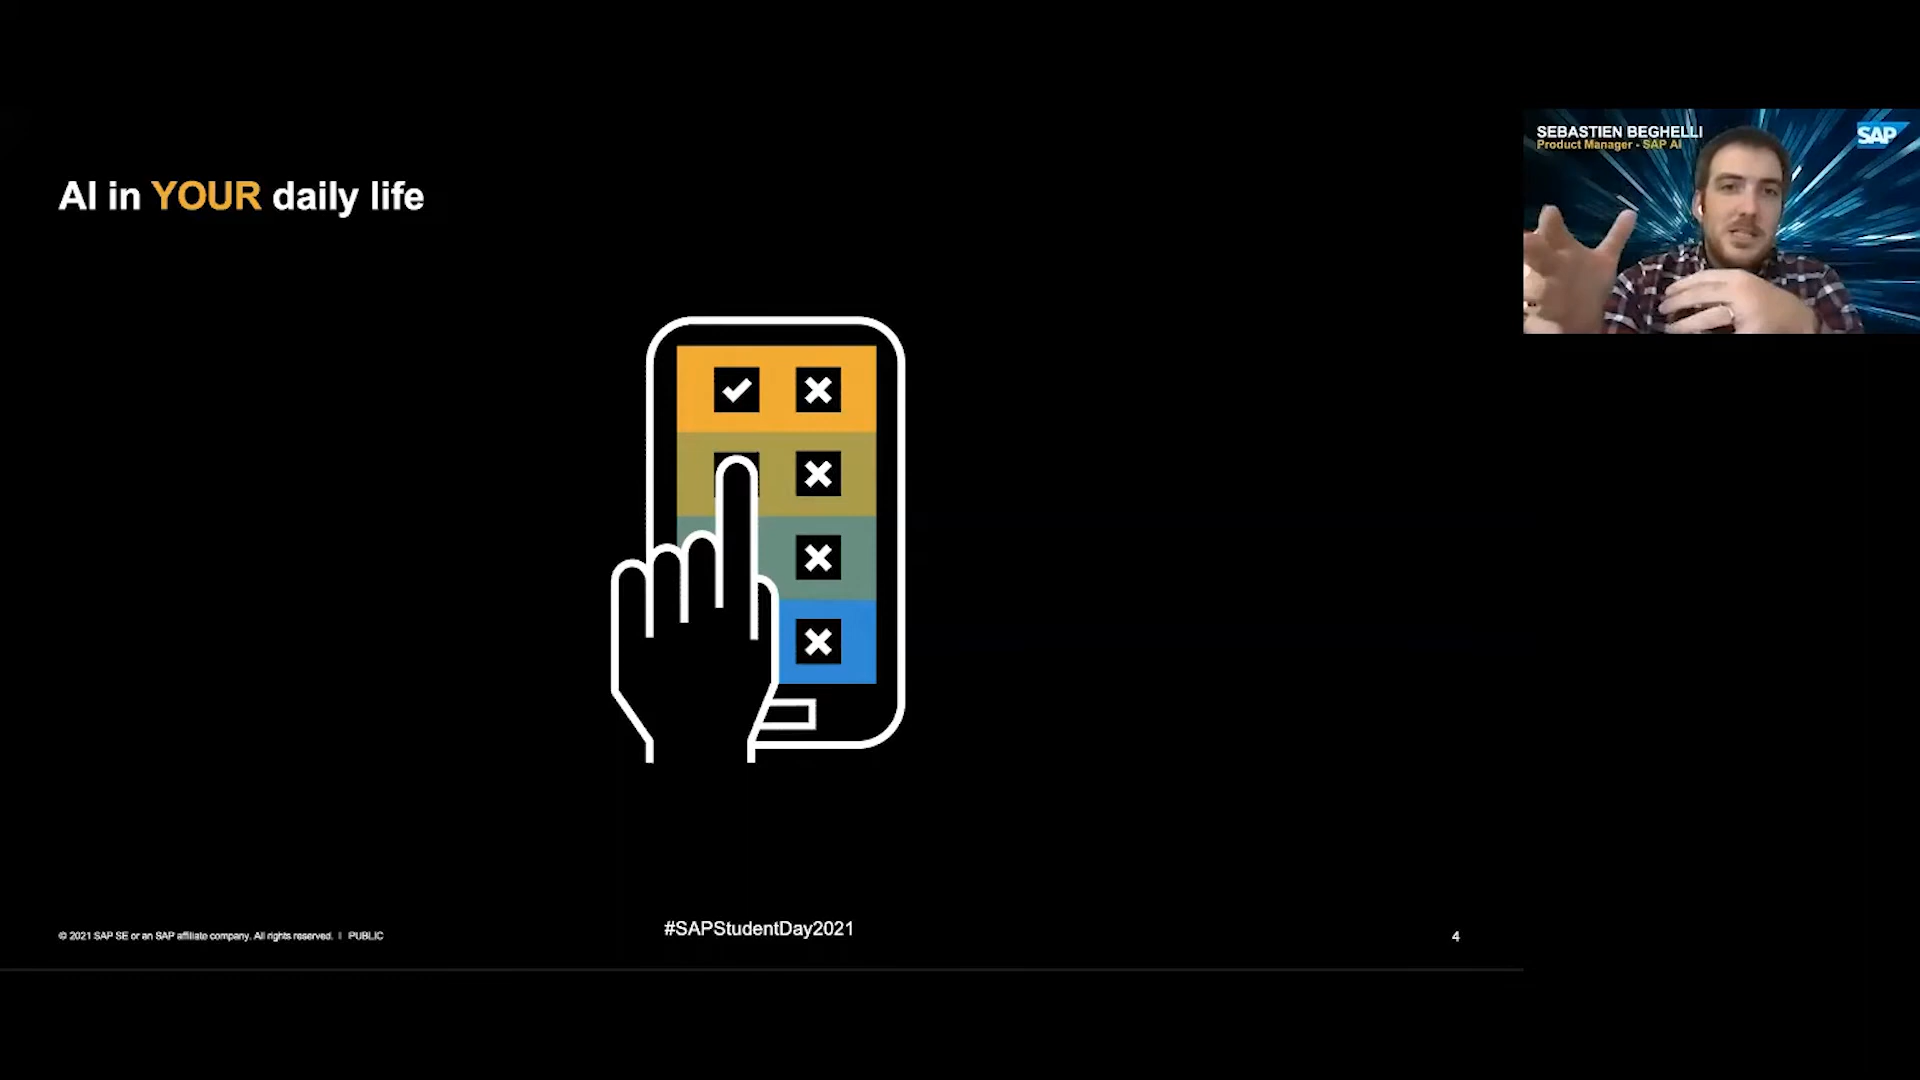 AI in YOUR daily life
SEBASTIEN BEGHELLI
Product Manager - SAP AI
SAP
© 2021 SAP SE or an SAP affiliate company. All rights reserved. I PUBLIC
#SAPStudentDay2021
4